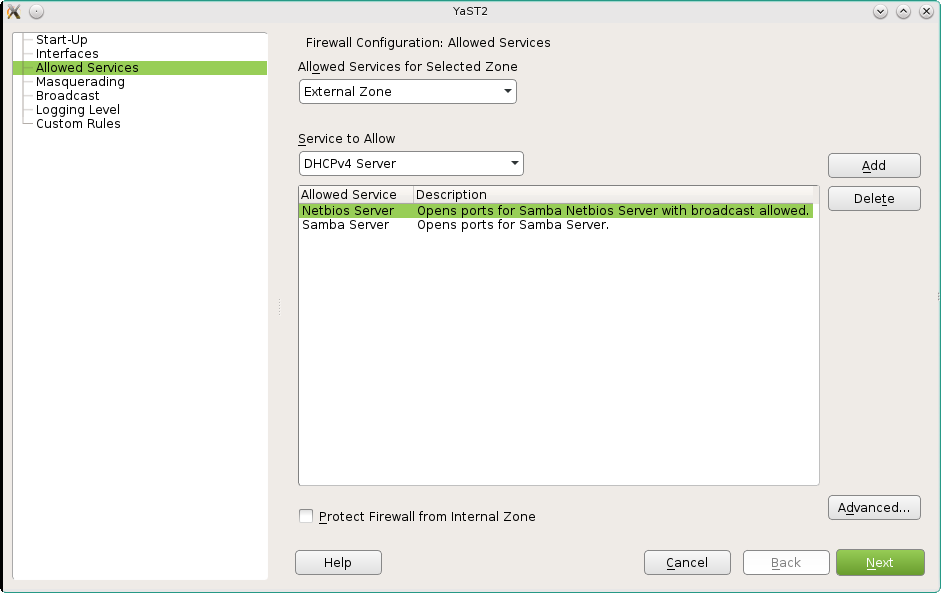 YaST2
Start-Up
Interfaces
Allowed Services
Masquerading
Broadcast
Logging Level
Custom Rules
Firewall Configuration: Allowed Services
Allowed Services for Selected Zone
External Zone
Service to Allow
DHCPv4 Server
Add
Delete
Allowed Service Description
Netbios Server Opens ports for Samba Netbios Server with broadcast allowed.
Samba Server Opens ports for Samba Server.
Advanced...
Protect Firewall from Internal Zone
Help Cancel Back Next